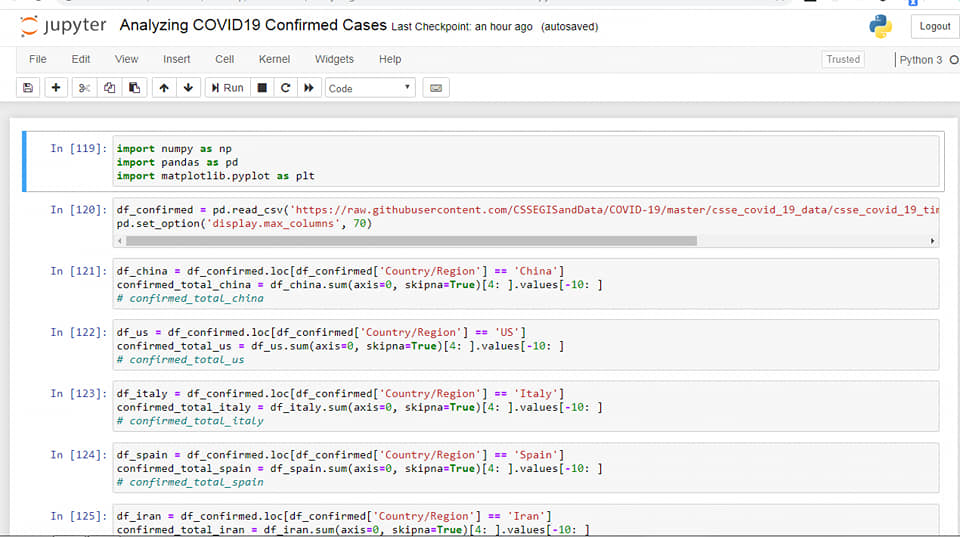 jupyter Analyzing COVID19 Confirmed Cases Last Checkpoint: an hour ago (autosaved) Logout
File Edit View Insert Cell Kernel Widgets Help Trusted Python 3
Run Code
In [119]: import numpy as np
import pandas as pd
import matplotlib.pyplot as plt
In [120]: df_confirmed = pd.read_csv('https://raw.githubusercontent.com/CSSEGISandData/COVID-19/master/csse_covid_19_data/csse_covid_19_tim
pd.set_option('display.max_columns', 70)
In [121]: df_china = df_confirmed.loc[df_confirmed['Country/Region'] == 'China']
confirmed_total_china = df_china.sum(axis=0, skipna=True)[4: ].values[-10: ]
# confirmed_total_china
In [122]: df_us = df_confirmed.loc[df_confirmed['Country/Region'] == 'US']
confirmed_total_us = df_us.sum(axis=0, skipna=True)[4: ].values[-10: ]
# confirmed_total_us
In [123]: df_italy = df_confirmed.loc[df_confirmed['Country/Region'] == 'Italy']
confirmed_total_italy = df_italy.sum(axis=0, skipna=True)[4: ].values[-10: ]
# confirmed_total_italy
In [124]: df_spain = df_confirmed.loc[df_confirmed['Country/Region'] == 'Spain']
confirmed_total_spain = df_spain.sum(axis=0, skipna=True)[4: ].values[-10: ]
# confirmed_total_spain
In [125]: df_iran = df_confirmed.loc[df_confirmed['Country/Region'] == 'Iran']
confirmed_total_iran = df_iran.sum(axis=0, skipna=True)[4: ].values[-10: ]